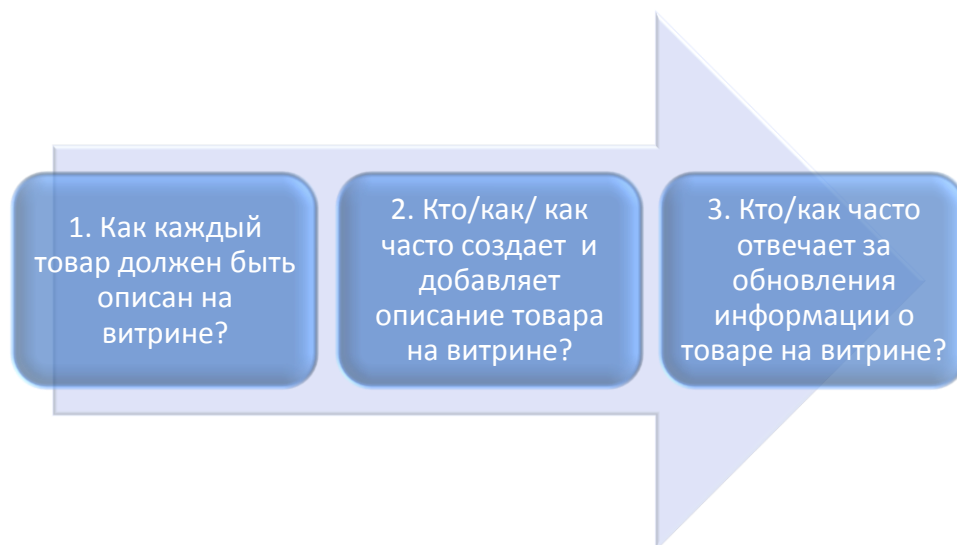 1. Как каждый
товар должен быть
описан на
витрине?
2. Кто/как/ как
часто создает и
добавляет
описание товара
на витрине?
3. Кто/как часто
отвечает за
обновления
информации о
товаре на витрине?